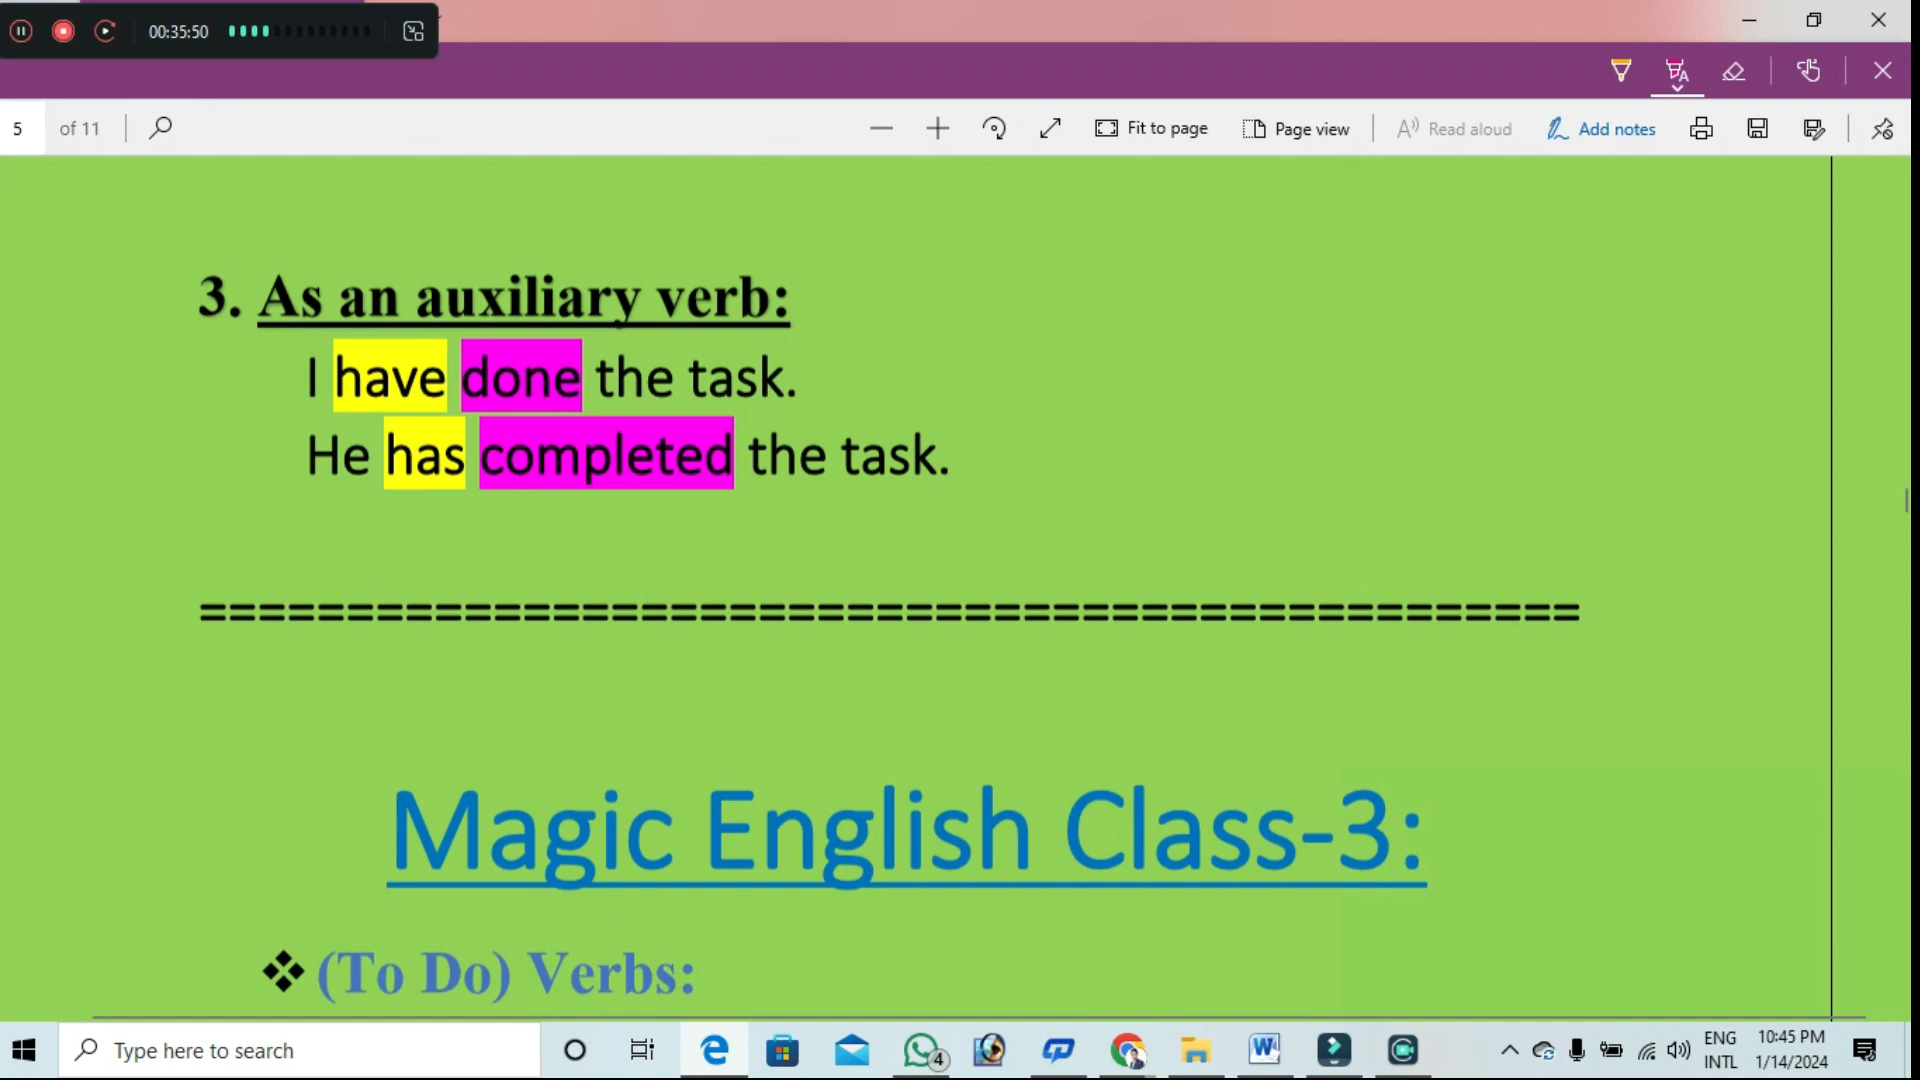 00:35:50
5 of 11
Fit to page
Page view
Read aloud
Add notes
3. As an auxiliary verb:
I have done the task.
He has completed the task.
===============================================
Magic English Class-3:
❖ (To Do) Verbs:
Type here to search
4
ENG
INTL
10:45 PM
1/14/2024